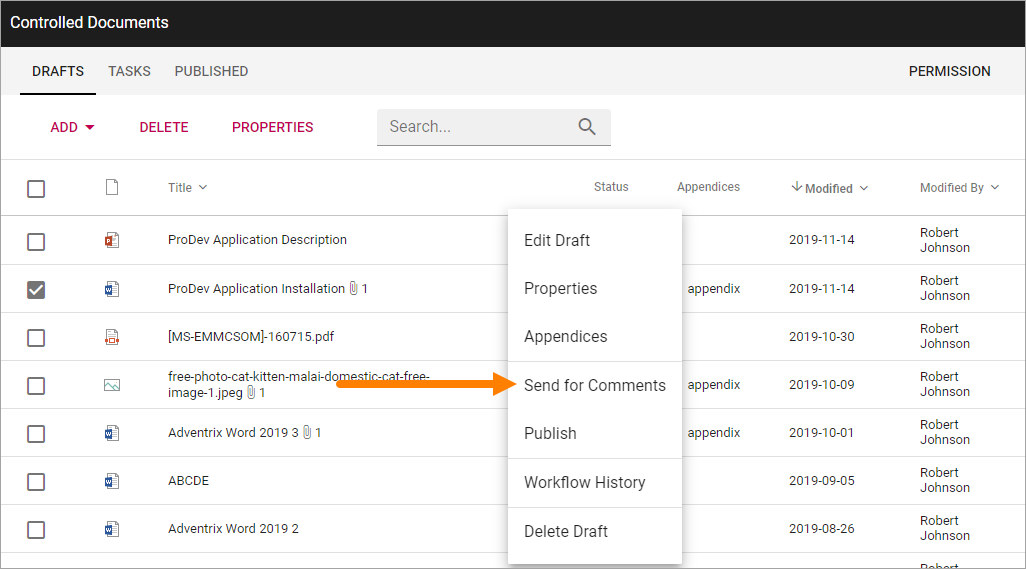 Controlled Documents
DRAFTS TASKS PUBLISHED PERMISSION
ADD DELETE PROPERTIES Search...
Title Status Appendices Modified Modified By
ProDev Application Description 2019-11-14 Robert
Johnson
Edit Draft
ProDev Application Installation 1 appendix 2019-11-14 Robert
Johnson
Properties
[MS-EMMCSOM]-160715.pdf 2019-10-30 Robert
Johnson
Appendices
free-photo-cat-kitten-malai-domestic-cat-free-
image-1.jpeg 1 appendix 2019-10-09 Robert
Johnson
Send for Comments
Adventrix Word 2019 3 1 appendix 2019-10-01 Robert
Johnson
Publish
ABCDE 2019-09-05 Robert
Johnson
Workflow History
Adventrix Word 2019 2 2019-08-26 Robert
Johnson
Delete Draft